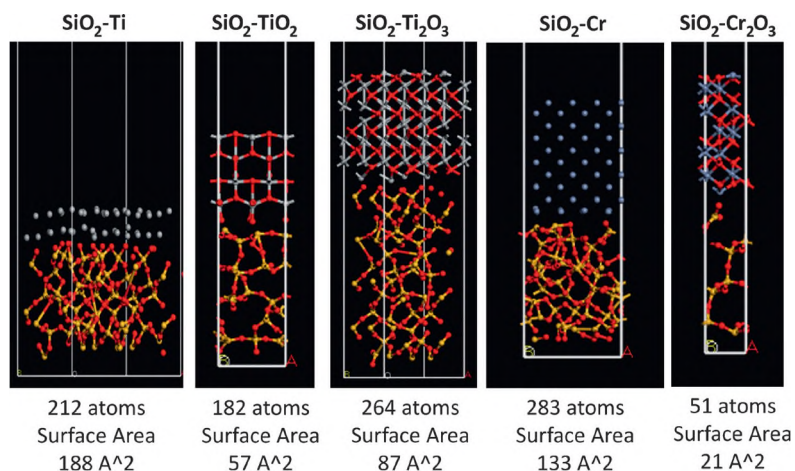 SiO₂-Ti
SiO₂-TiO₂
SiO₂-Ti₂O₃
SiO₂-Cr
SiO₂-Cr₂O₃
B
C
A
B
A
B
C
A
B
A
B
A
212 atoms
Surface Area
188 A^2
182 atoms
Surface Area
57 A^2
264 atoms
Surface Area
87 A^2
283 atoms
Surface Area
133 A^2
51 atoms
Surface Area
21 A^2